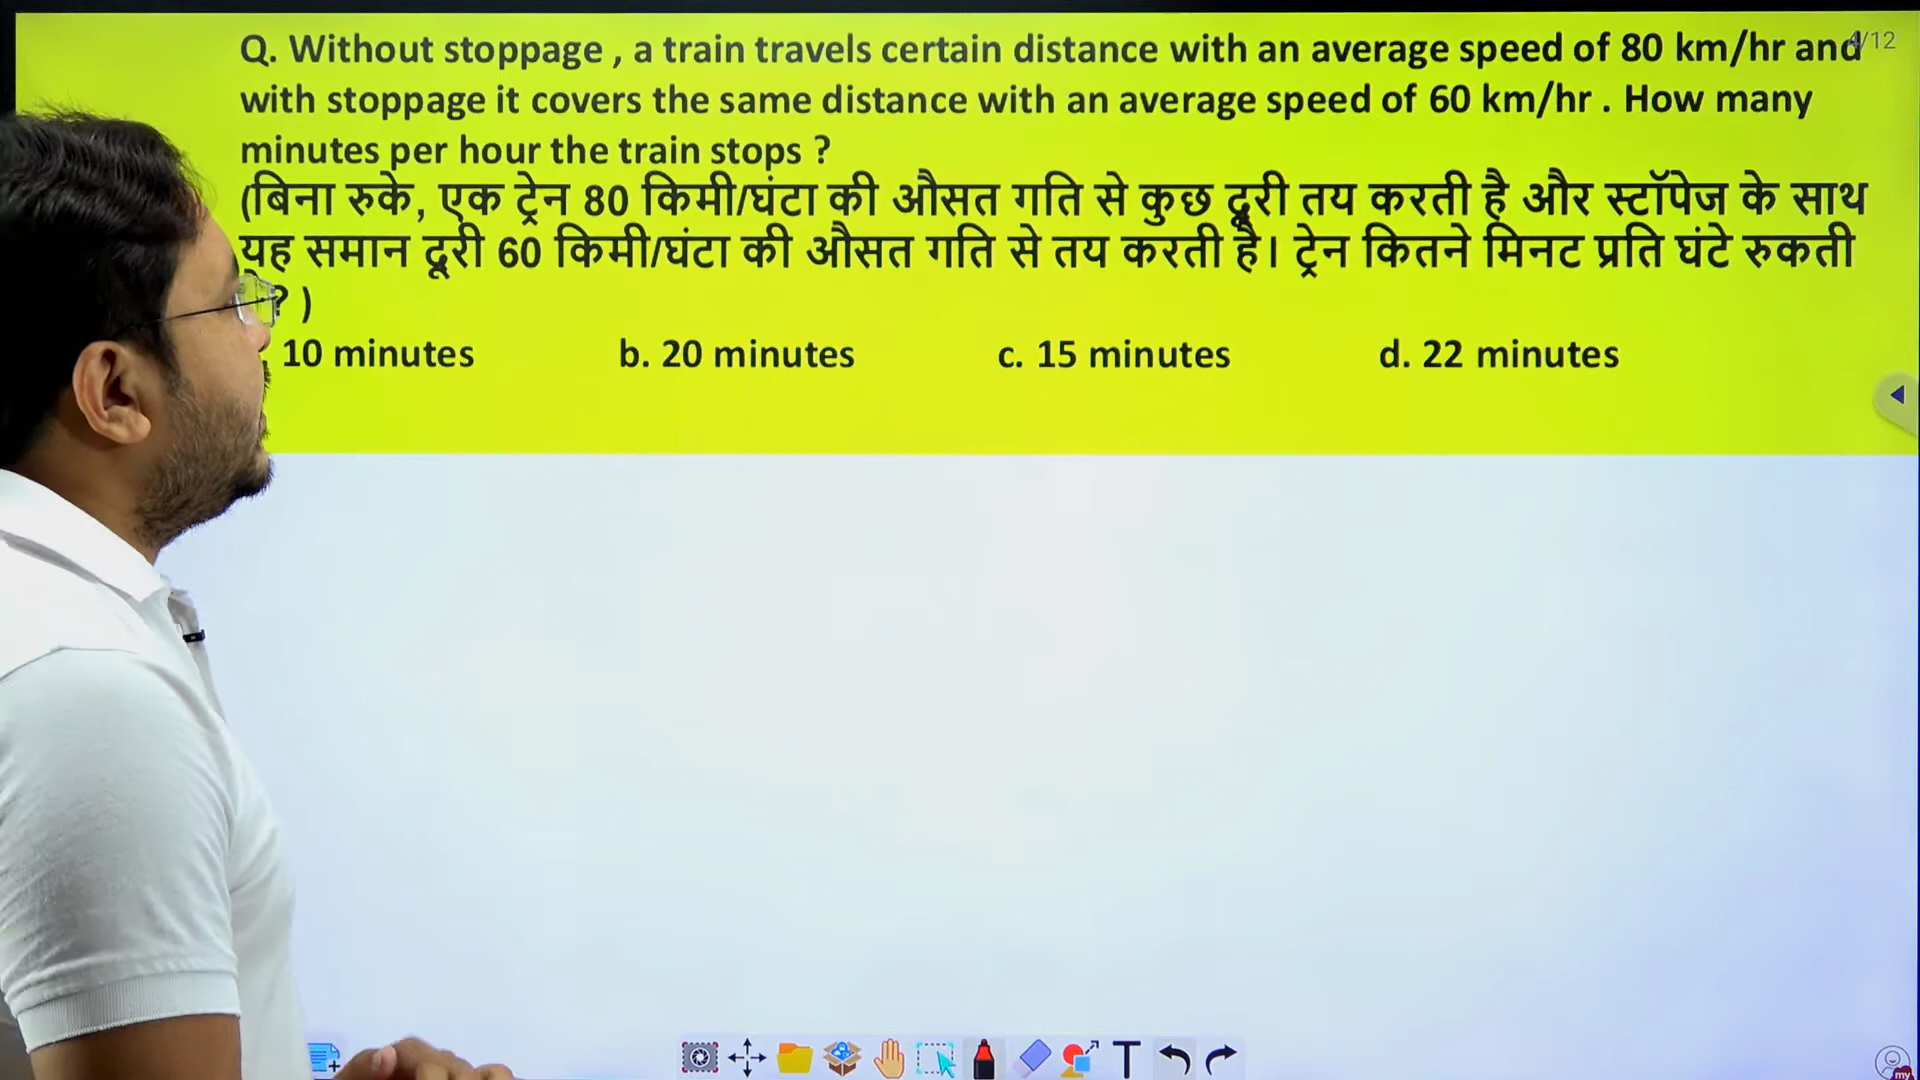 Q. Without stoppage , a train travels certain distance with an average speed of 80 km/hr and
4/12
with stoppage it covers the same distance with an average speed of 60 km/hr . How many
minutes per hour the train stops ?
(बिना रुके, एक ट्रेन 80 किमी/घंटा की औसत गति से कुछ दूरी तय करती है और स्टॉपेज के साथ
यह समान दूरी 60 किमी/घंटा की औसत गति से तय करती है। ट्रेन कितने मिनट प्रति घंटे रुकती
? )
. 10 minutes b. 20 minutes c. 15 minutes d. 22 minutes
T
my